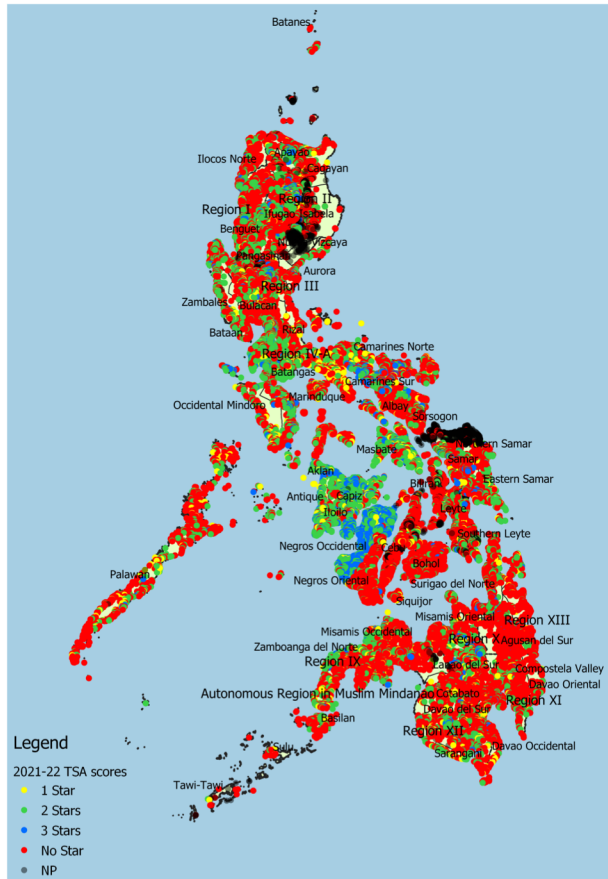 Batanes
Apayao
Ilocos Norte
Cagayan
Region II
Region I
Ifugao Isabela
Benguet
Pangasinan
Aurora
Region III
Zambales
Bulacan
Bataan
Rizal
Region IV-A
Camarines Norte
Batangas
Camarines Sur
Marinduque
Occidental Mindoro
Albay
Sorsogon
Northern Samar
Masbate
Samar
Aklan
Eastern Samar
Antique
Capiz
Biliran
Iloilo
Leyte
Southern Leyte
Negros Occidental
Cebu
Bohol
Palawan
Negros Oriental
Surigao del Norte
Siquijor
Misamis Oriental
Region XIII
Misamis Occidental
Region X
Agusan del Sur
Zamboanga del Norte
Region IX
Lanao del Sur
Compostela Valley
Davao Oriental
Autonomous Region in Muslim Mindanao
Cotabato
Region XI
Davao del Sur
Basilan
Region XII
Davao Occidental
Sarangani
Sulu
Tawi-Tawi
Legend
2021-22 TSA scores
1 Star
2 Stars
3 Stars
No Star
NP